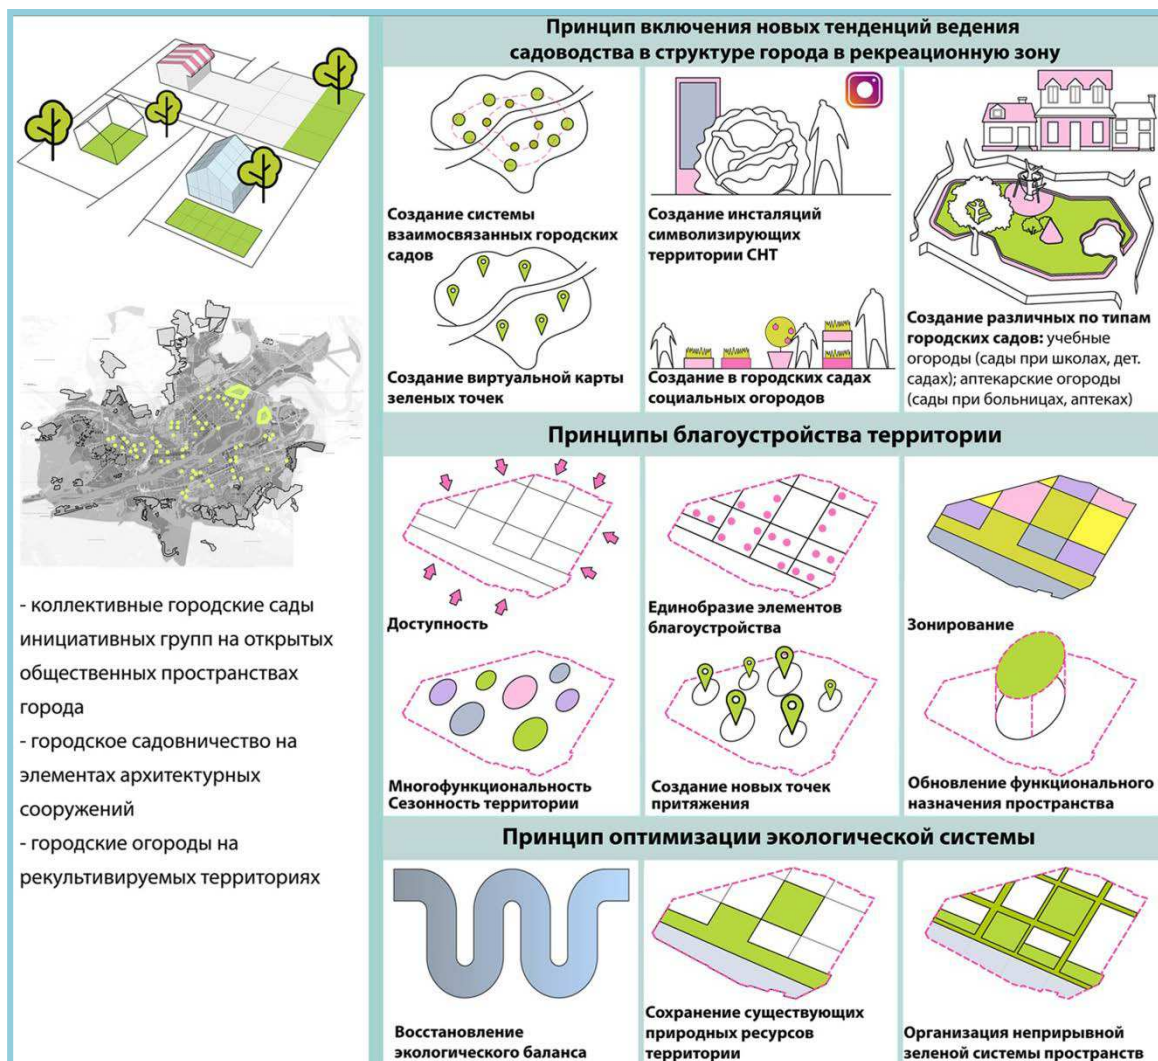 - коллективные городские сады
инициативных групп на открытых
общественных пространствах
города
- городское садовничество на
элементах архитектурных
сооружений
- городские огороды на
рекультивируемых территориях
Принцип включения новых тенденций ведения
садоводства в структуре города в рекреационную зону
Создание системы
взаимосвязанных городских
садов
Создание инсталяций
символизирующих
территории СНТ
Создание виртуальной карты
зеленых точек
Создание в городских садах
социальных огородов
Создание различных по типам
городских садов: учебные
огороды (сады при школах, дет.
садах); аптекарские огороды
(сады при больницах, аптеках)
Принципы благоустройства территории
Доступность
Единобразие элементов
благоустройства
Зонирование
Многофункциональность
Сезонность территории
Создание новых точек
притяжения
Обновление функционального
назначения пространства
Принцип оптимизации экологической системы
Восстановление
экологического баланса
Сохранение существующих
природных ресурсов
территории
Организация неприрывной
зеленой системы пространств